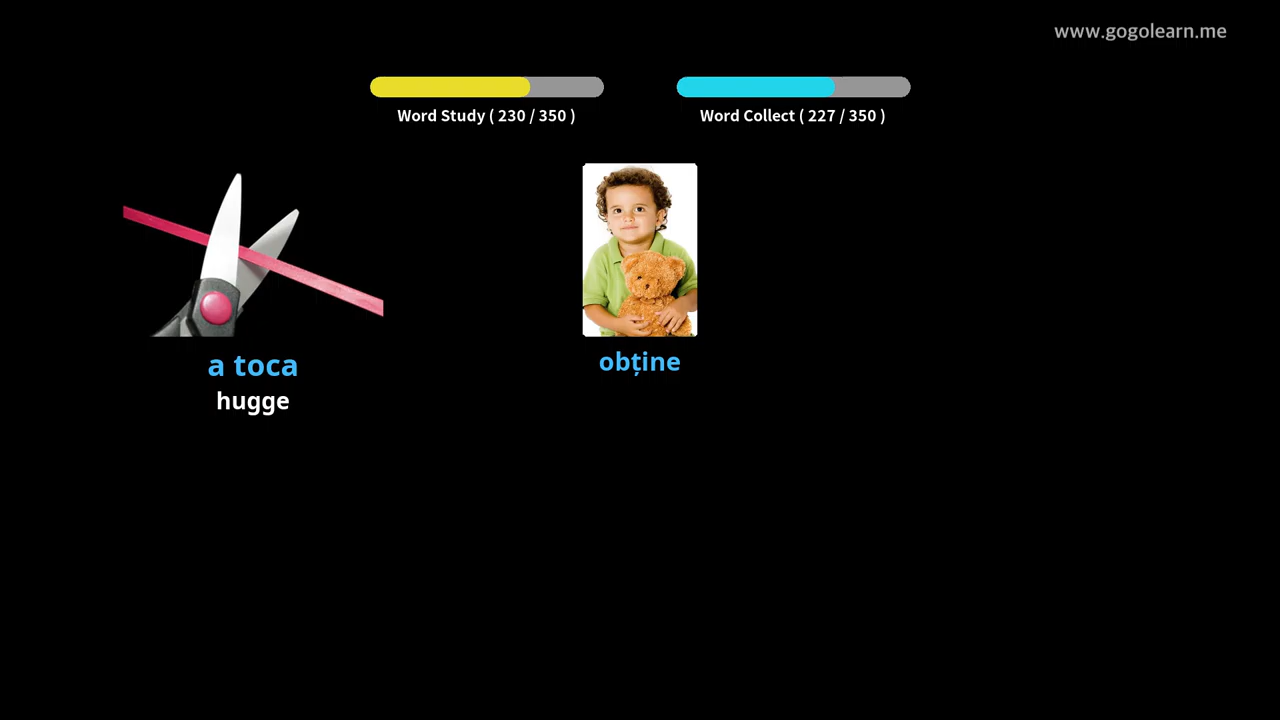 www.gogolearn.me
Word Study ( 230 / 350 )
Word Collect ( 227 / 350 )
a toca
hugge
obține